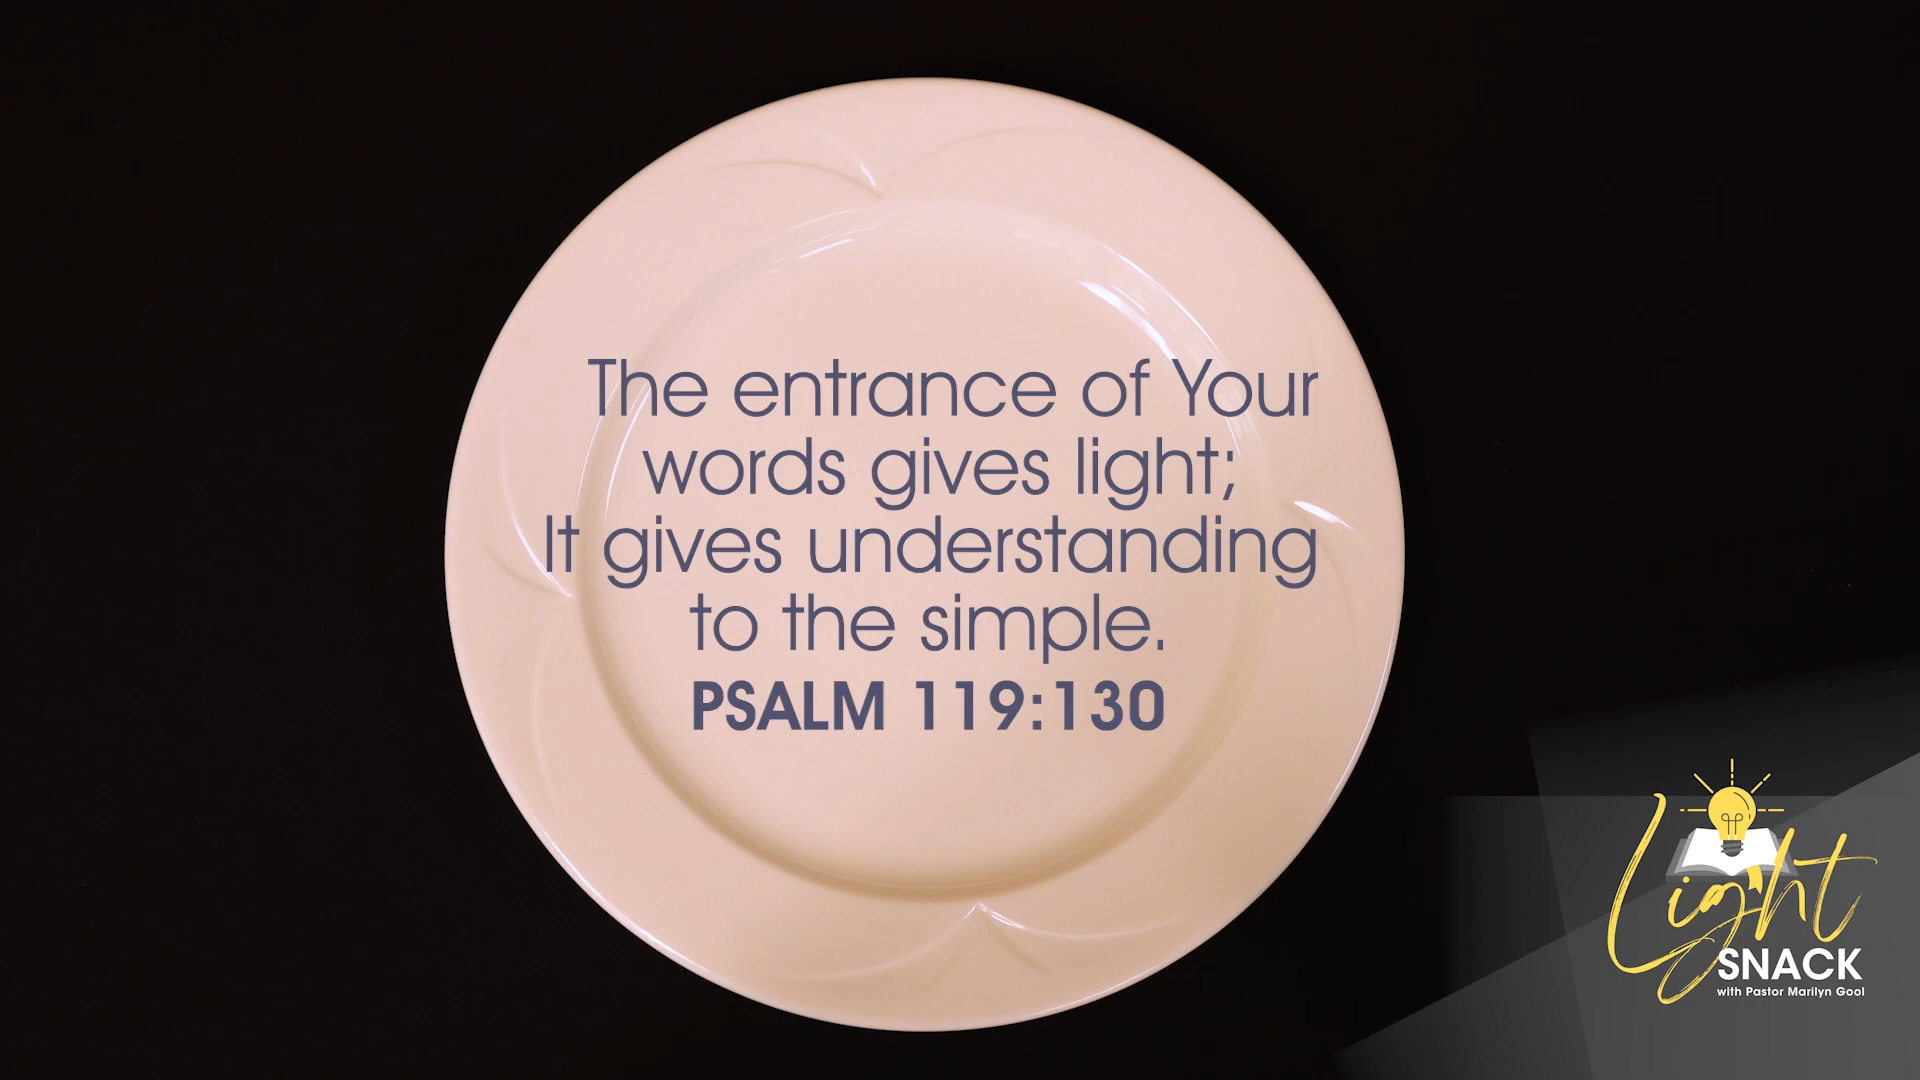 The entrance of Your
words gives light;
It gives understanding
to the simple.
PSALM 119:130
Light
SNACK
with Pastor Marilyn Gool